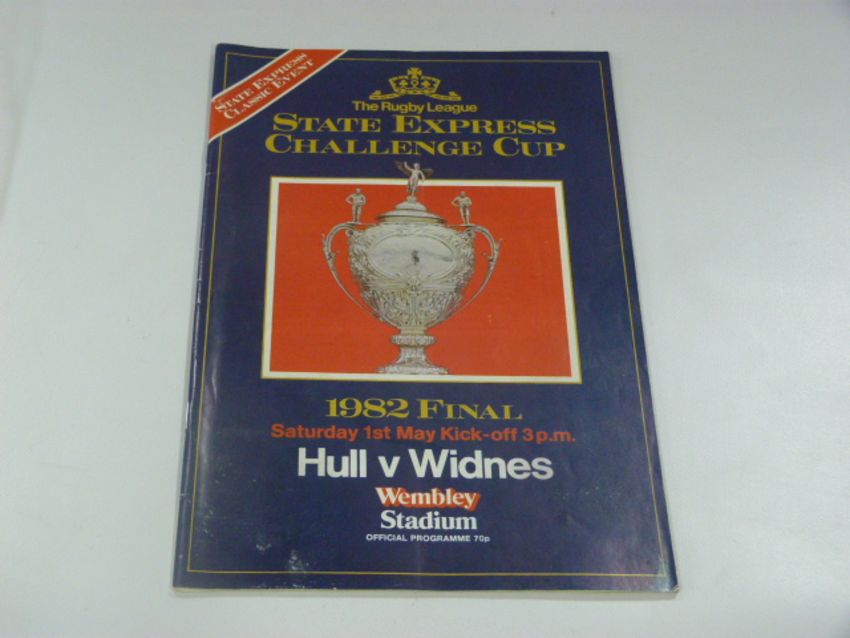 STATE EXPRESS
CLASSIC EVENT
The Rugby League
STATE EXPRESS
CHALLENGE CUP
1982 FINAL
Saturday 1st May Kick-off 3p.m.
Hull v Widnes
Wembley
Stadium
OFFICIAL PROGRAMME 70p